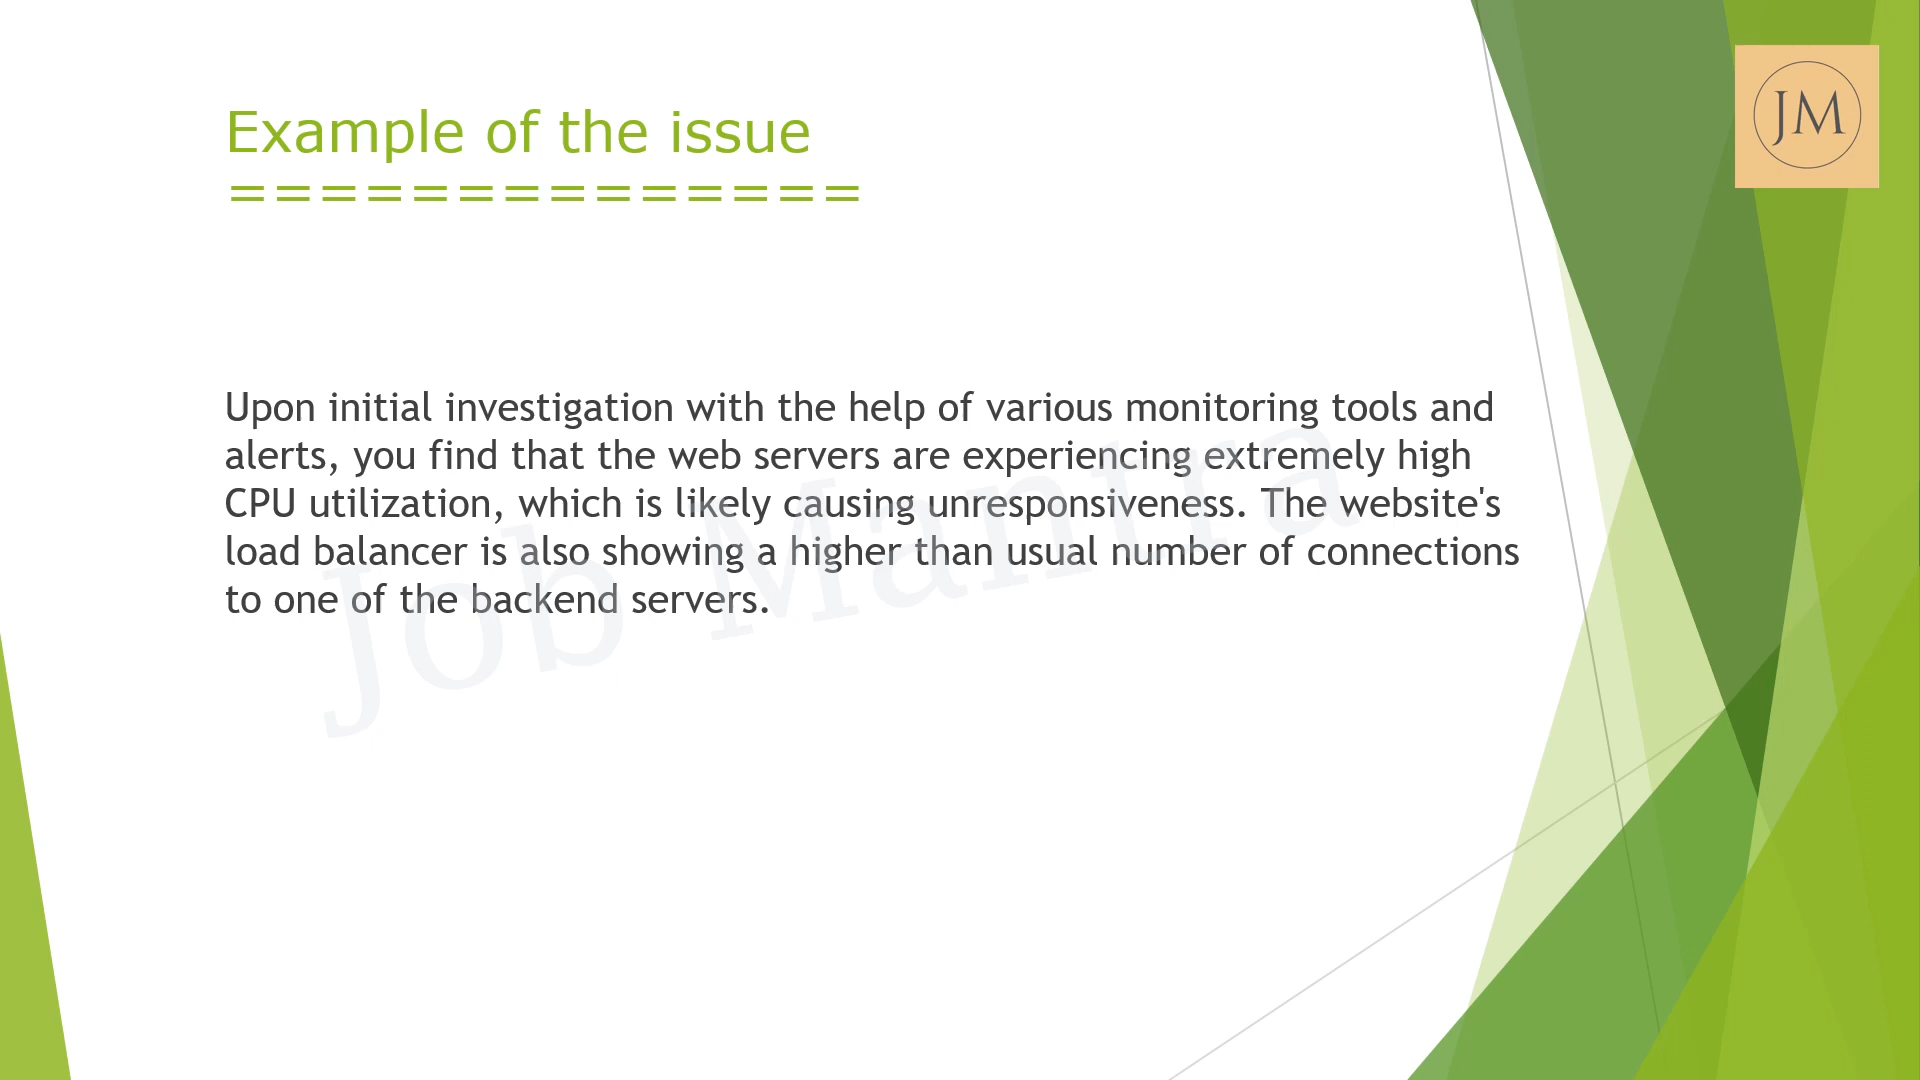 Example of the issue
==============
JM
Upon initial investigation with the help of various monitoring tools and
alerts, you find that the web servers are experiencing extremely high
CPU utilization, which is likely causing unresponsiveness. The website's
load balancer is also showing a higher than usual number of connections
to one of the backend servers.
Job Mantra